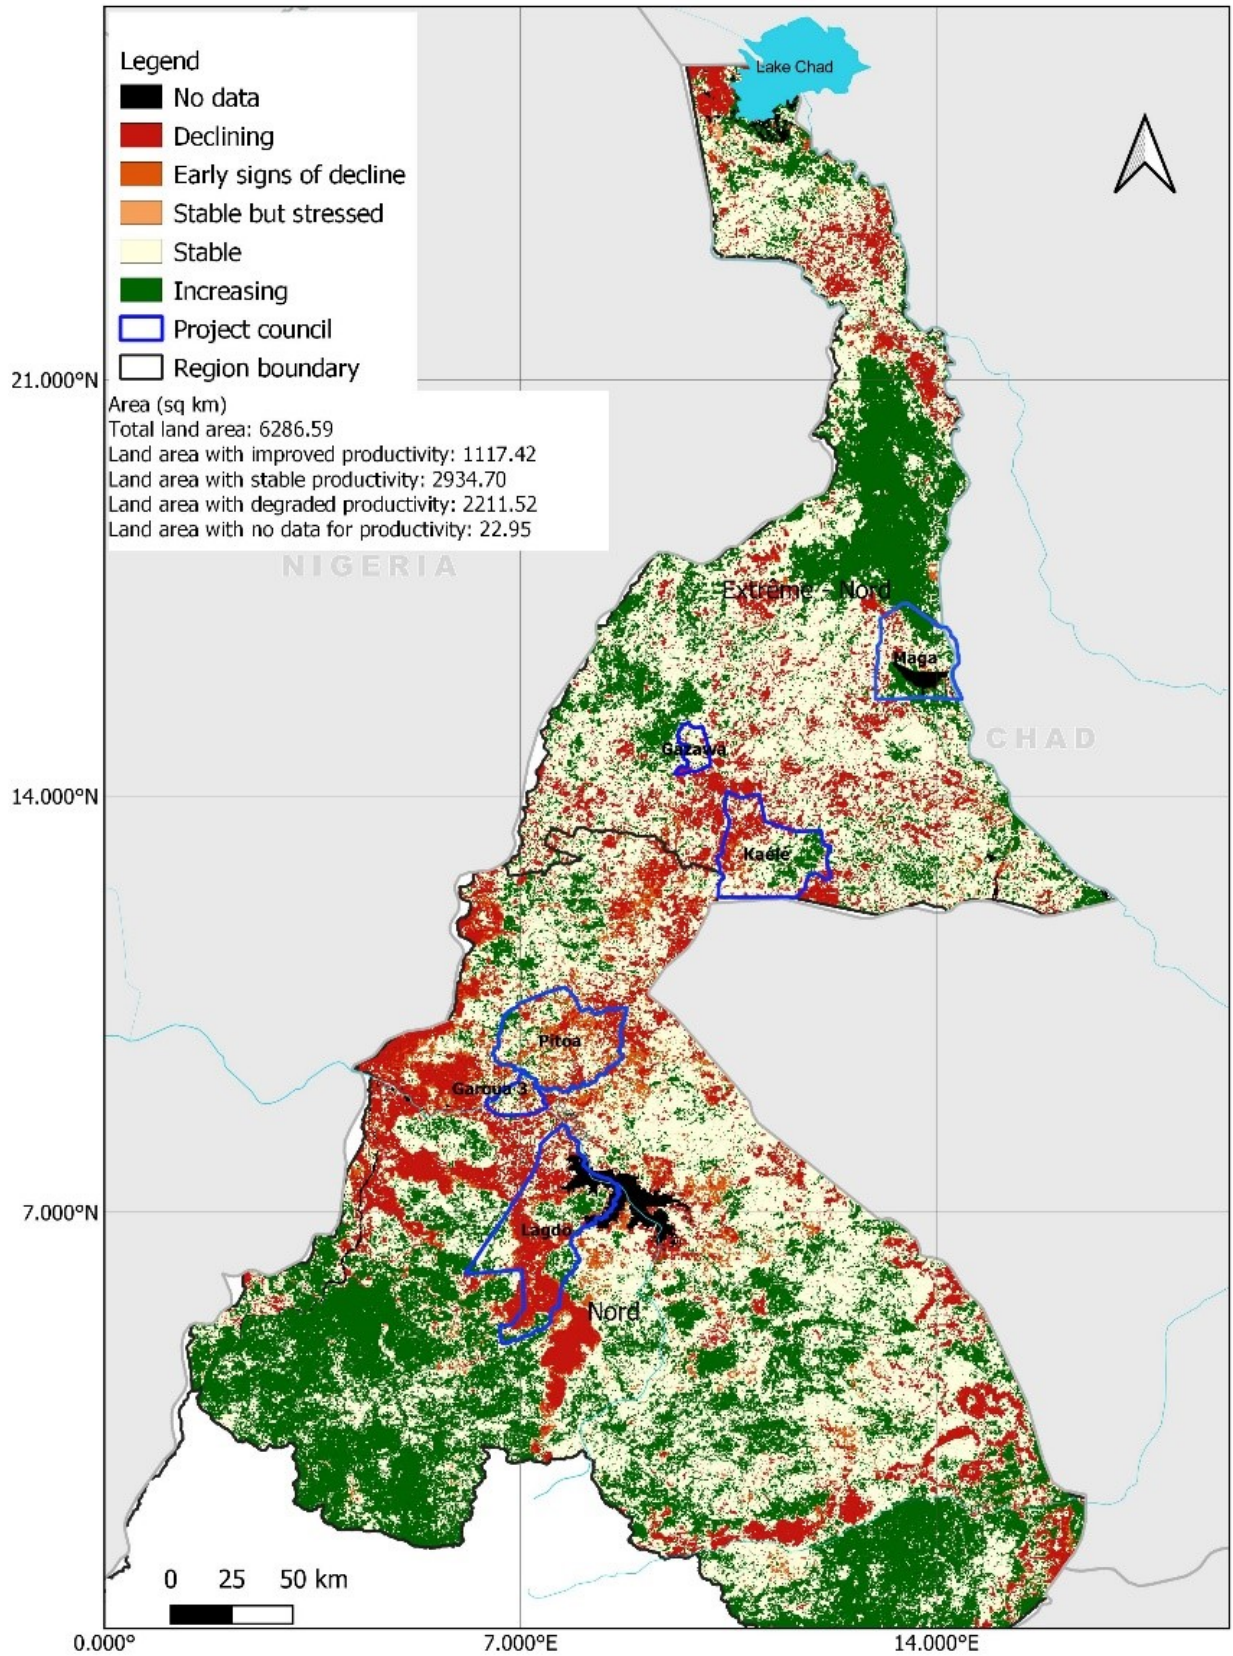 Legend
No data
Declining
Early signs of decline
Stable but stressed
Stable
Increasing
Project council
Region boundary
Area (sq km)
Total land area: 6286.59
Land area with improved productivity: 1117.42
Land area with stable productivity: 2934.70
Land area with degraded productivity: 2211.52
Land area with no data for productivity: 22.95
Lake Chad
21.000°N
NIGERIA
Extrême - Nord
Maga
CHAD
Gazawa
14.000°N
Kaélé
Pitoa
Garoua 3
7.000°N
Lagdo
Nord
0 25 50 km
0.000° 7.000°E 14.000°E